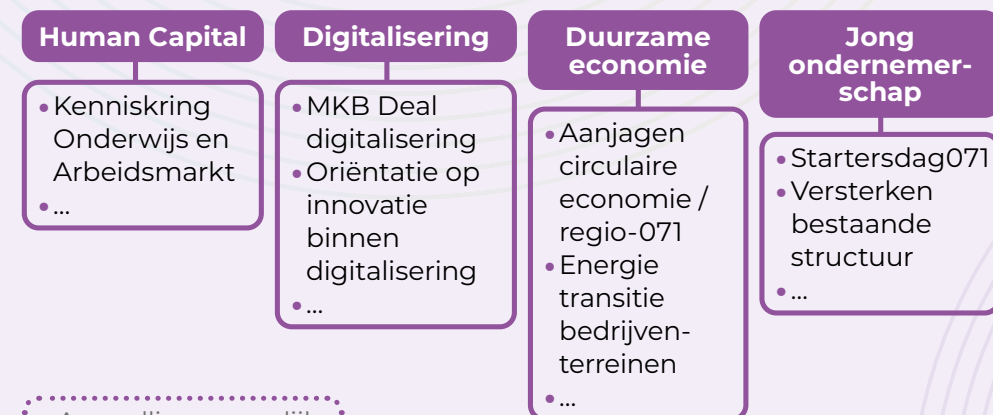 Human Capital
• Kenniskring
Onderwijs en
Arbeidsmarkt
• ...
Digitalisering
• MKB Deal
digitalisering
• Oriëntatie op
innovatie
binnen
digitalisering
• ...
Duurzame
economie
• Aanjagen
circulaire
economie /
regio-071
• Energie
transitie
bedrijven-
terreinen
• ...
Jong
ondernemer-
schap
• Startersdag071
• Versterken
bestaande
structuur
• ...